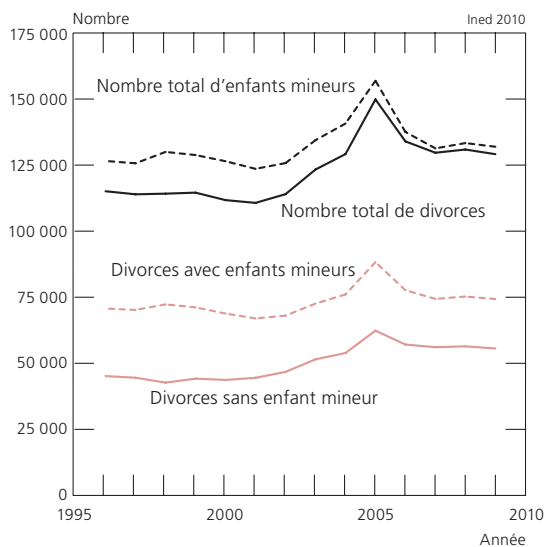 Nombre
Ined 2010
175 000
Nombre total d'enfants mineurs
150 000
125 000
Nombre total de divorces
100 000
Divorces avec enfants mineurs
75 000
50 000
Divorces sans enfant mineur
25 000
0
1995 2000 2005 2010
Année